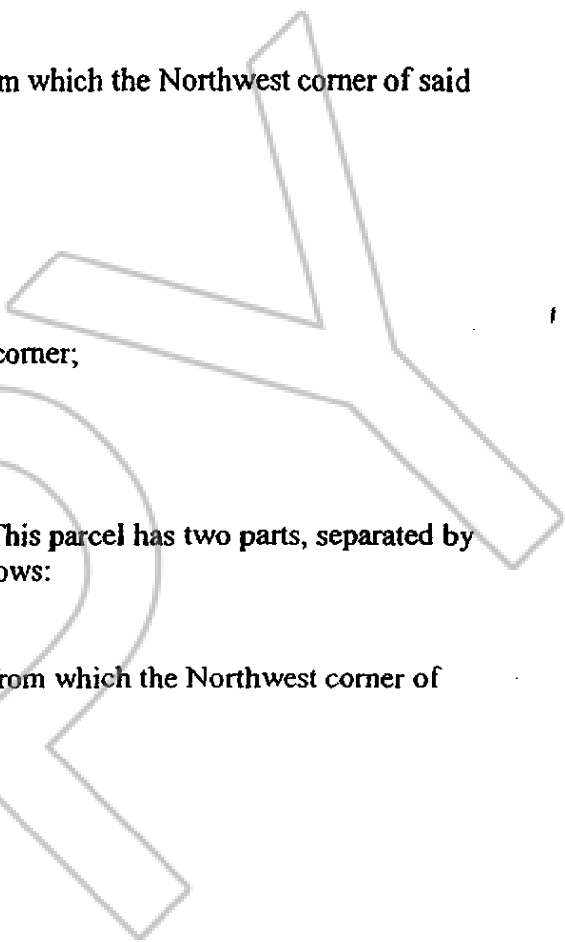 m which the Northwest corner of said
corner;
This parcel has two parts, separated by
ows:
rom which the Northwest corner of